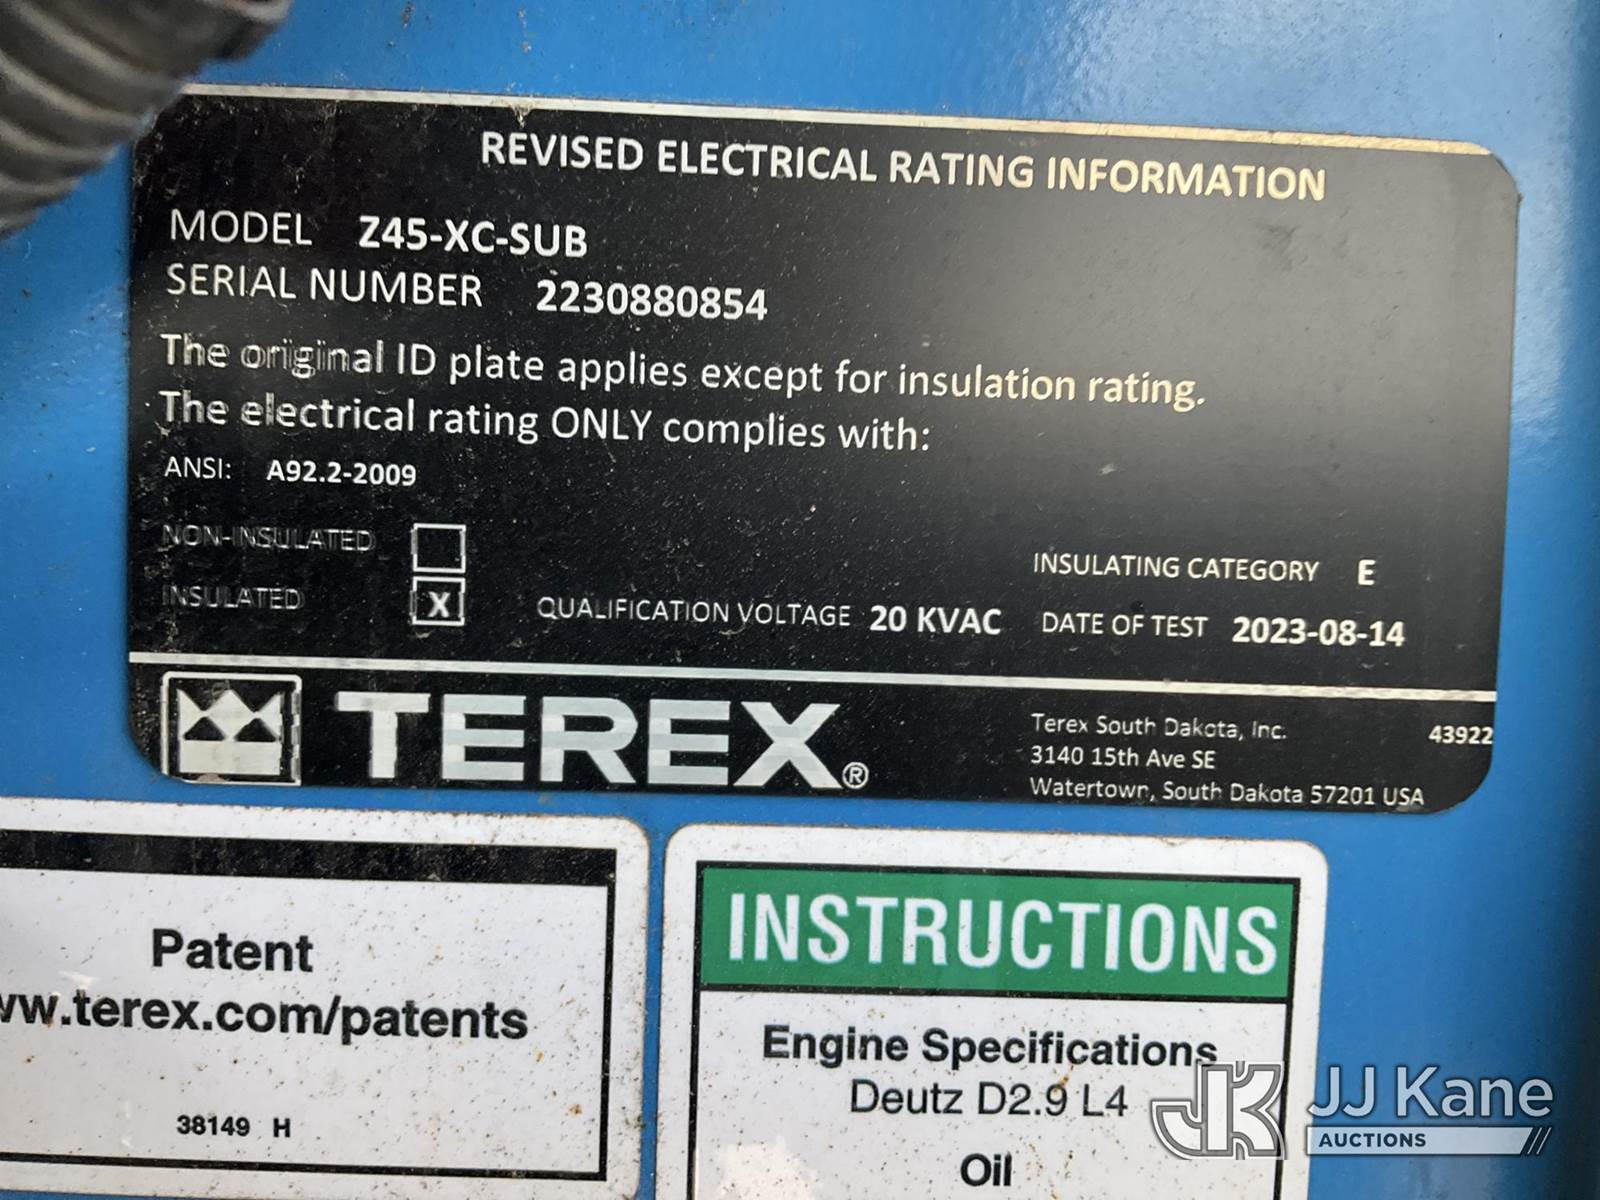 REVISED ELECTRICAL RATING INFORMATION
MODEL Z45-XC-SUB
SERIAL NUMBER 2230880854
The original ID plate applies except for insulation rating.
The electrical rating ONLY complies with:
ANSI: A92.2-2009
NON-INSULATED
INSULATING CATEGORY E
INSULATED X QUALIFICATION VOLTAGE 20 KVAC DATE OF TEST 2023-08-14
TEREX®
Terex South Dakota, Inc. 43922
3140 15th Ave SE
Watertown, South Dakota 57201 USA
Patent
ww.terex.com/patents
38149 H
INSTRUCTIONS
Engine Specifications
Deutz D2.9 L4
Oil
JK JJ Kane
AUCTIONS